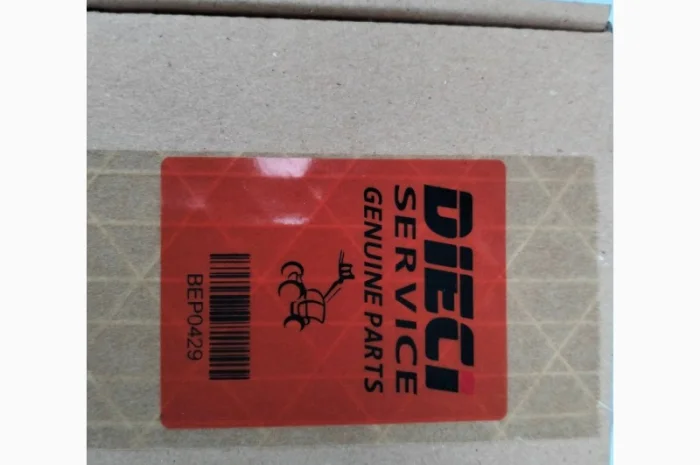 DIECI
SERVICE
GENUINE PARTS
BEP0429